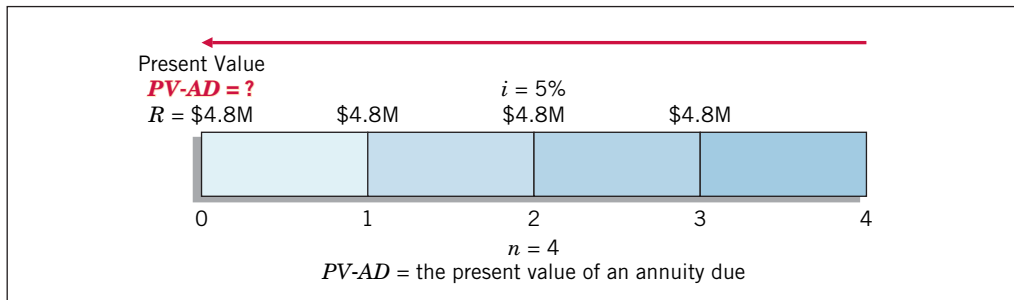 Present Value
PV-AD = ?
i = 5%
R = $4.8M $4.8M $4.8M $4.8M
0 1 2 3 4
n = 4
PV-AD = the present value of an annuity due